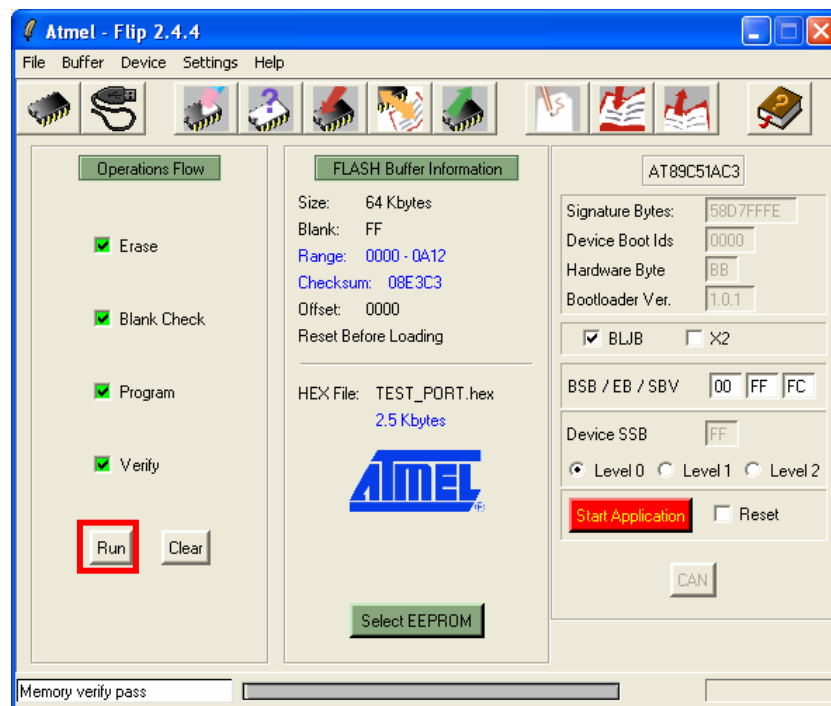 Atmel - Flip 2.4.4
File Buffer Device Settings Help
Operations Flow
Erase
Blank Check
Program
Verify
Run Clear
FLASH Buffer Information
Size: 64 Kbytes
Blank: FF
Range: 0000 - 0A12
Checksum: 08E3C3
Offset: 0000
Reset Before Loading
HEX File: TEST_PORT.hex
2.5 Kbytes
ATMEL
®
Select EEPROM
AT89C51AC3
Signature Bytes: 58D7FFFE
Device Boot Ids 0000
Hardware Byte BB
Bootloader Ver. 1.0.1
BLJB X2
BSB / EB / SBV 00 FF FC
Device SSB FF
Level 0 Level 1 Level 2
Start Application Reset
CAN
Memory verify pass